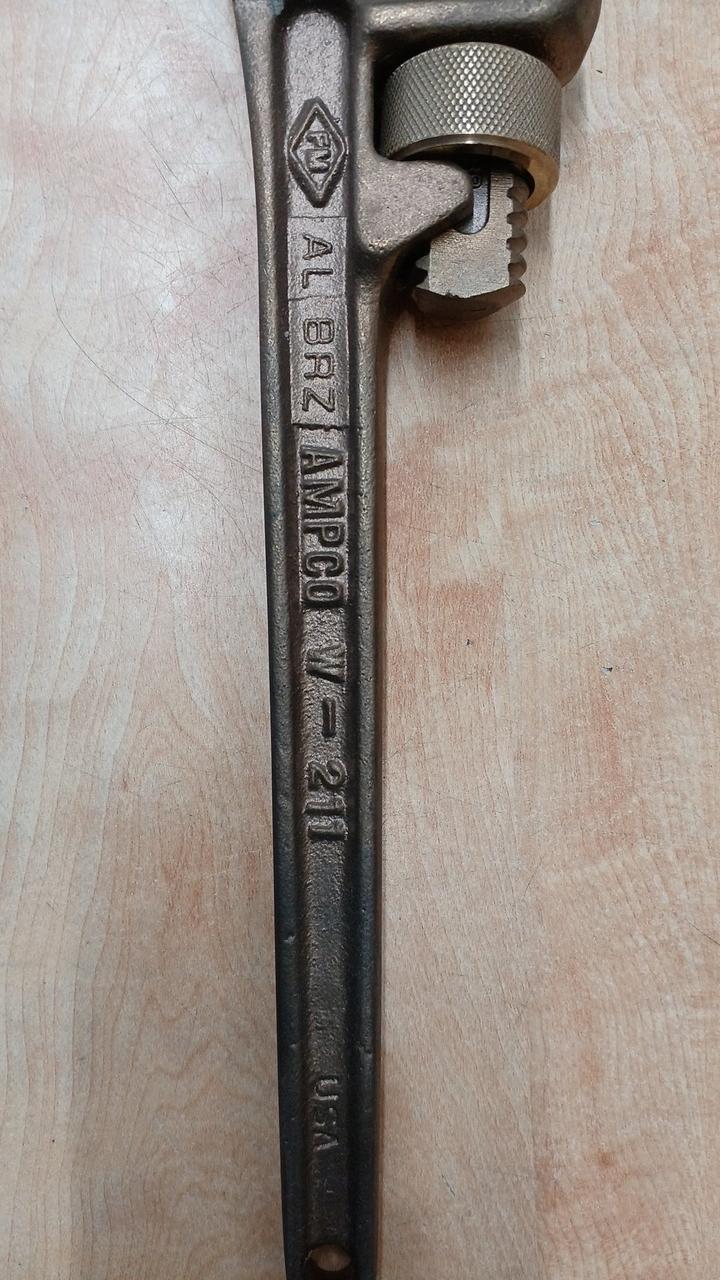 FM
AL BRZ
AMPCO W-211
USA